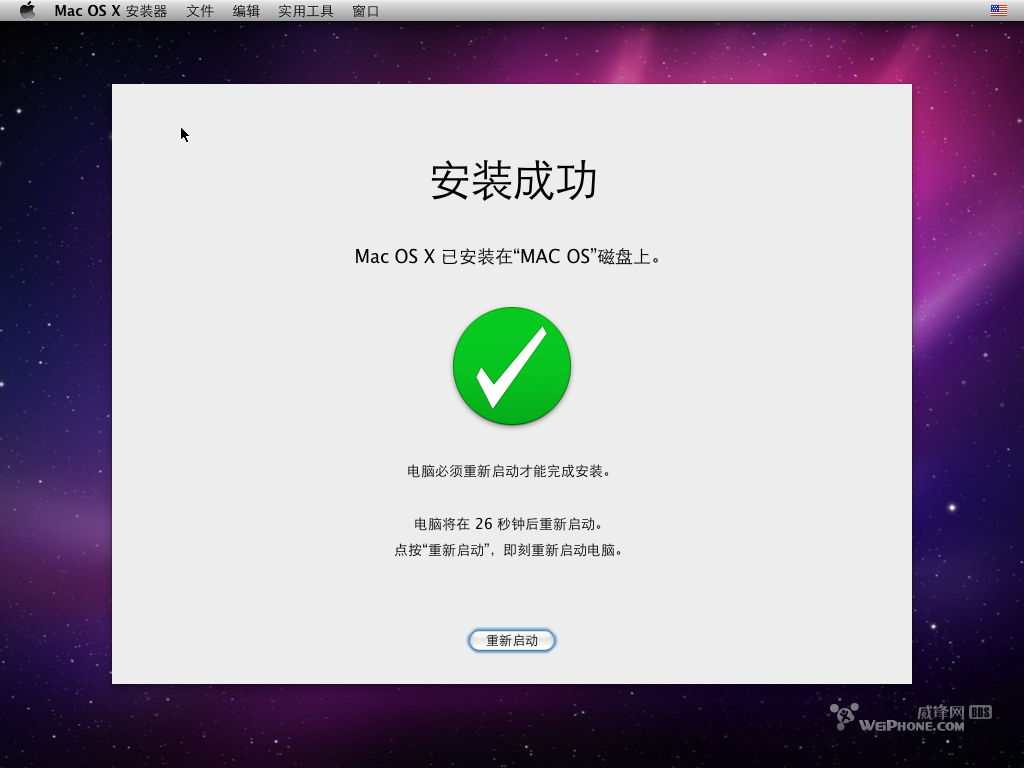 Mac OS X 安装器 文件 编辑 实用工具 窗口
安装成功
Mac OS X 已安装在“MAC OS”磁盘上。
电脑必须重新启动才能完成安装。
电脑将在 26 秒钟后重新启动。
点按“重新启动”，即刻重新启动电脑。
重新启动
威锋网 BBS
WEIPHONE.COM